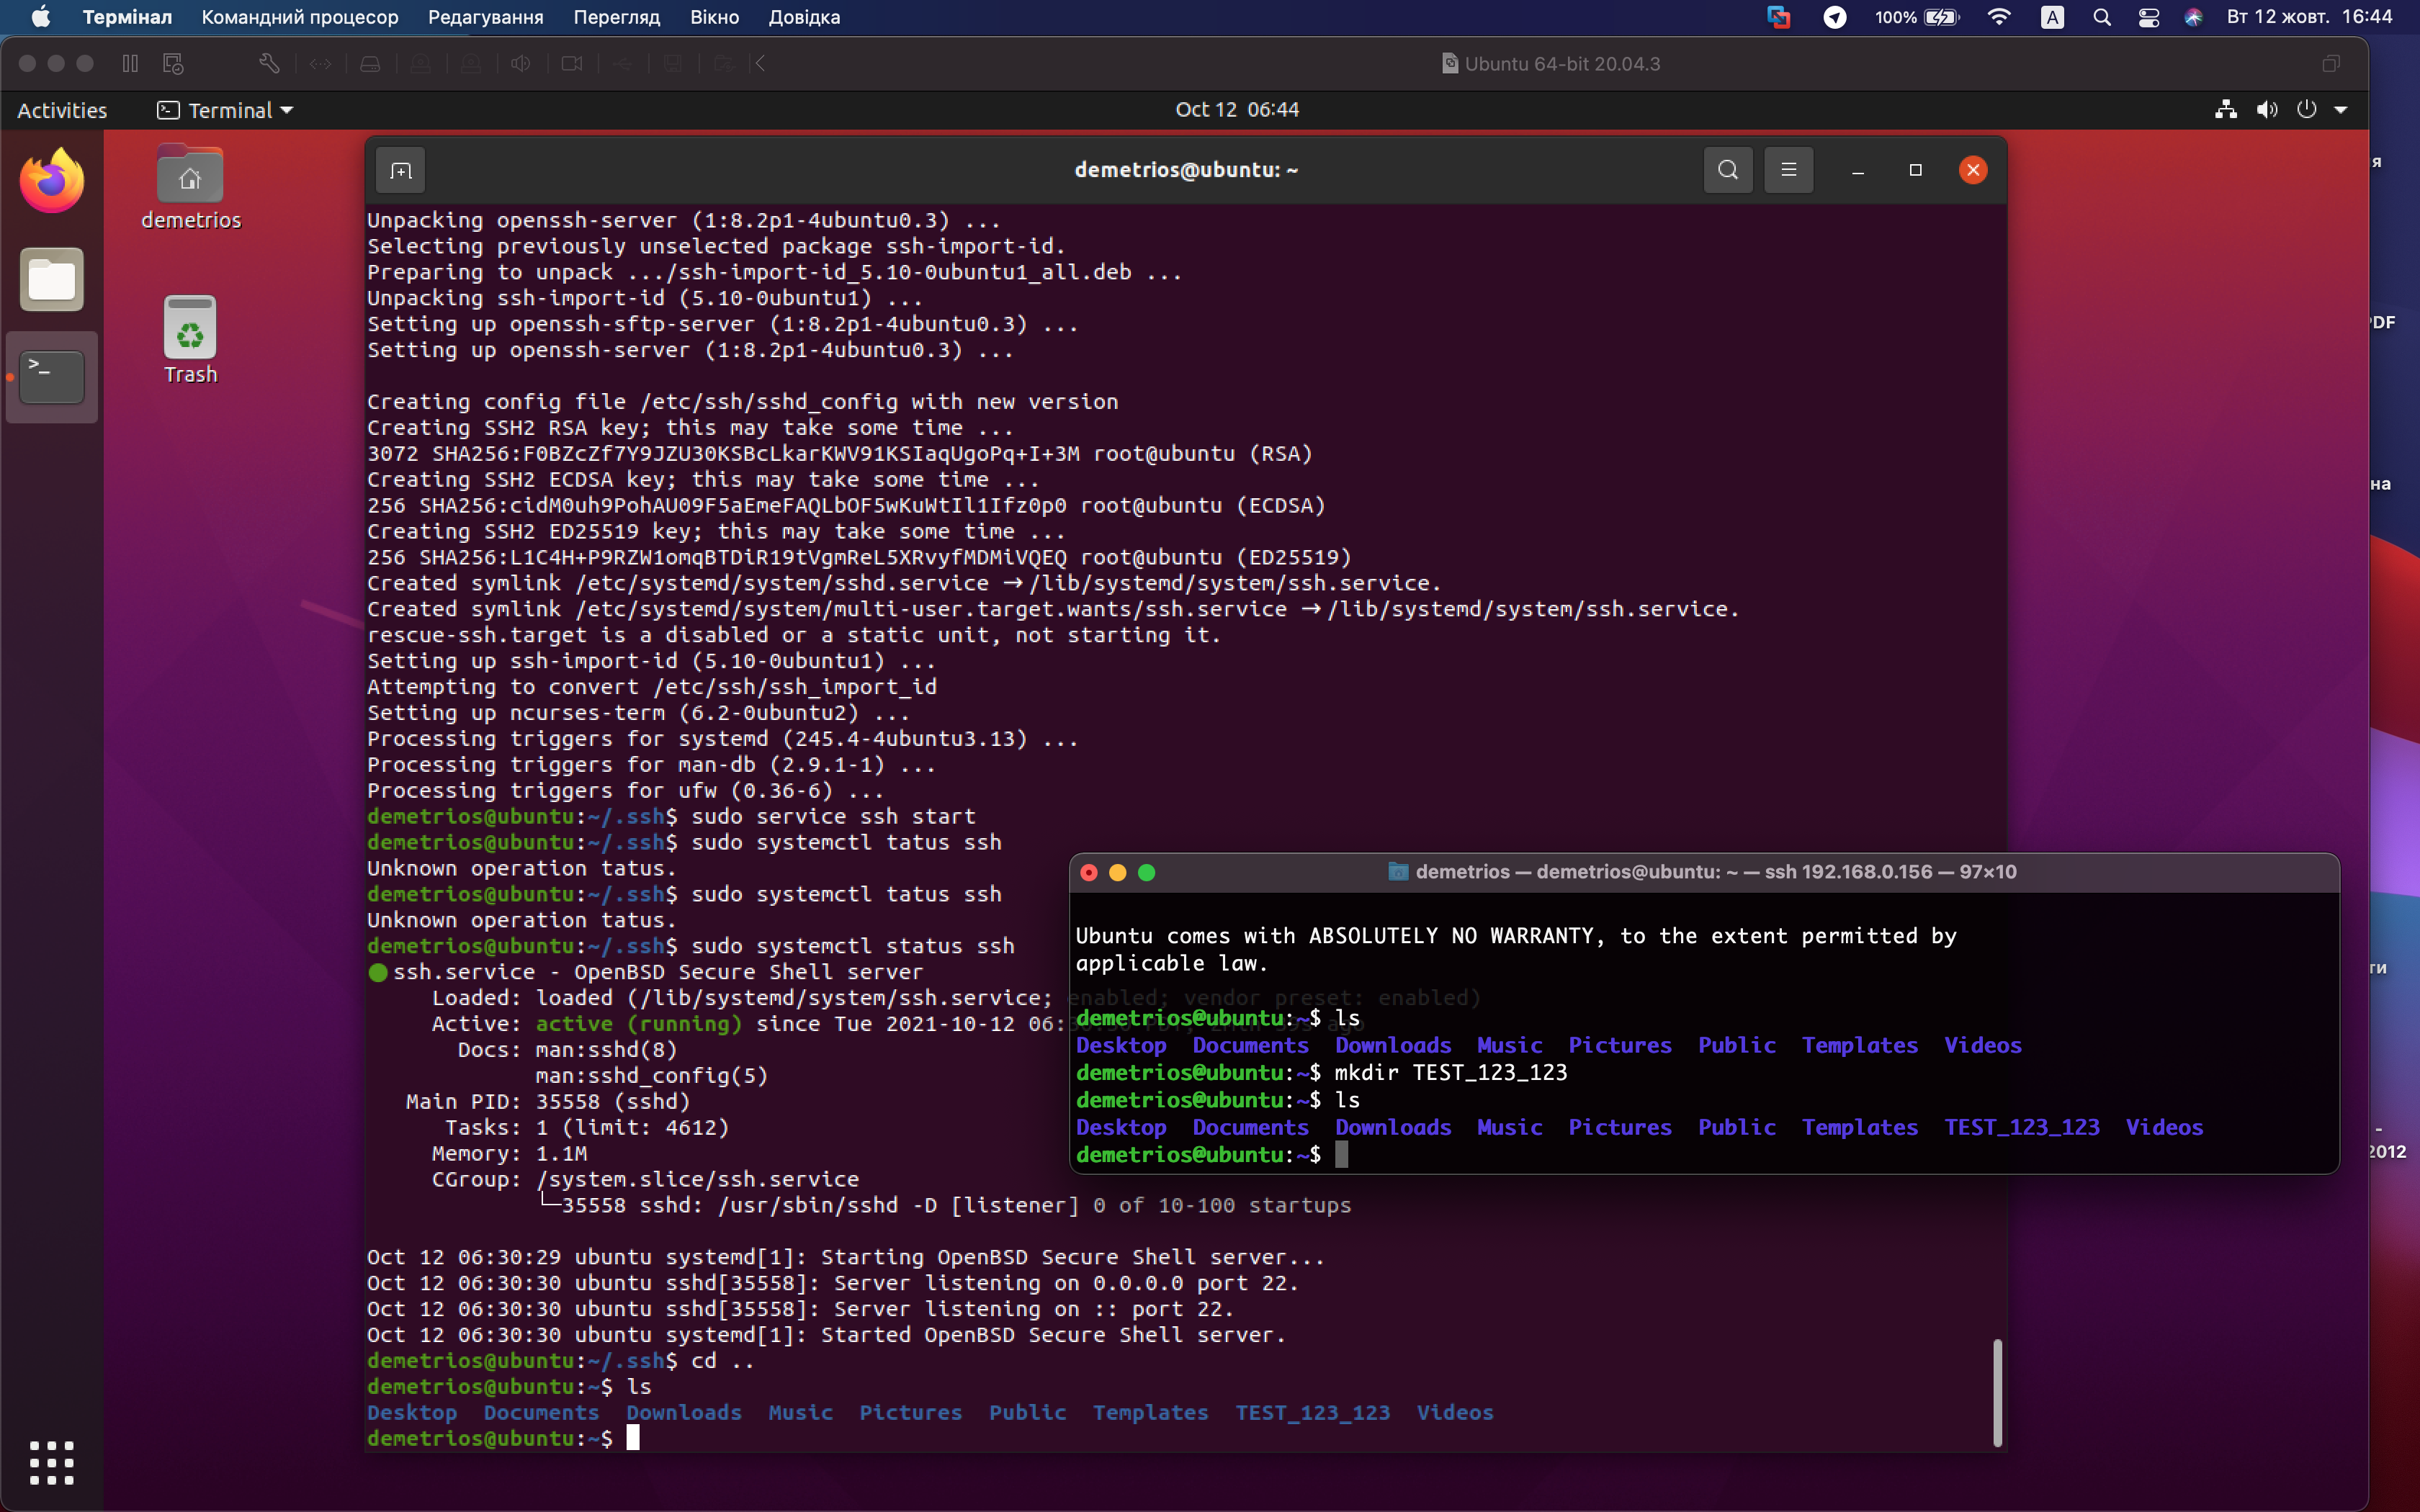 Термінал Командний процесор Редагування Перегляд Вікно Довідка 100% A Вт 12 жовт. 16:44
Ubuntu 64-bit 20.04.3
Activities Terminal Oct 12 06:44
demetrios
Trash
demetrios@ubuntu: ~
Unpacking openssh-server (1:8.2p1-4ubuntu0.3) ...
Selecting previously unselected package ssh-import-id.
Preparing to unpack .../ssh-import-id_5.10-0ubuntu1_all.deb ...
Unpacking ssh-import-id (5.10-0ubuntu1) ...
Setting up openssh-sftp-server (1:8.2p1-4ubuntu0.3) ...
Setting up openssh-server (1:8.2p1-4ubuntu0.3) ...
Creating config file /etc/ssh/sshd_config with new version
Creating SSH2 RSA key; this may take some time ...
3072 SHA256:F0BZcZf7Y9JZU30KSBcLkarKWV91KSIaqUgoPq+I+3M root@ubuntu (RSA)
Creating SSH2 ECDSA key; this may take some time ...
256 SHA256:cidM0uh9PohAU09F5aEmeFAQLbOF5wKuWtIl1Ifz0p0 root@ubuntu (ECDSA)
Creating SSH2 ED25519 key; this may take some time ...
256 SHA256:L1C4H+P9RZW1omqBTDiR19tVgmReL5XRvyfMDMiVQEQ root@ubuntu (ED25519)
Created symlink /etc/systemd/system/sshd.service → /lib/systemd/system/ssh.service.
Created symlink /etc/systemd/system/multi-user.target.wants/ssh.service → /lib/systemd/system/ssh.service.
rescue-ssh.target is a disabled or a static unit, not starting it.
Setting up ssh-import-id (5.10-0ubuntu1) ...
Attempting to convert /etc/ssh/ssh_import_id
Setting up ncurses-term (6.2-0ubuntu2) ...
Processing triggers for systemd (245.4-4ubuntu3.13) ...
Processing triggers for man-db (2.9.1-1) ...
Processing triggers for ufw (0.36-6) ...
demetrios@ubuntu:~/.ssh$ sudo service ssh start
demetrios@ubuntu:~/.ssh$ sudo systemctl tatus ssh
Unknown operation tatus.
demetrios@ubuntu:~/.ssh$ sudo systemctl tatus ssh
Unknown operation tatus.
demetrios@ubuntu:~/.ssh$ sudo systemctl status ssh
● ssh.service - OpenBSD Secure Shell server
Loaded: loaded (/lib/systemd/system/ssh.service; enabled; vendor preset: enabled)
Active: active (running) since Tue 2021-10-12 06:
Docs: man:sshd(8)
man:sshd_config(5)
Main PID: 35558 (sshd)
Tasks: 1 (limit: 4612)
Memory: 1.1M
CGroup: /system.slice/ssh.service
└─35558 sshd: /usr/sbin/sshd -D [listener] 0 of 10-100 startups
Oct 12 06:30:29 ubuntu systemd[1]: Starting OpenBSD Secure Shell server...
Oct 12 06:30:30 ubuntu sshd[35558]: Server listening on 0.0.0.0 port 22.
Oct 12 06:30:30 ubuntu sshd[35558]: Server listening on :: port 22.
Oct 12 06:30:30 ubuntu systemd[1]: Started OpenBSD Secure Shell server.
demetrios@ubuntu:~/.ssh$ cd ..
demetrios@ubuntu:~$ ls
Desktop Documents Downloads Music Pictures Public Templates TEST_123_123 Videos
demetrios@ubuntu:~$
demetrios — demetrios@ubuntu: ~ — ssh 192.168.0.156 — 97×10
Ubuntu comes with ABSOLUTELY NO WARRANTY, to the extent permitted by
applicable law.
demetrios@ubuntu:~$ ls
Desktop Documents Downloads Music Pictures Public Templates Videos
demetrios@ubuntu:~$ mkdir TEST_123_123
demetrios@ubuntu:~$ ls
Desktop Documents Downloads Music Pictures Public Templates TEST_123_123 Videos
demetrios@ubuntu:~$